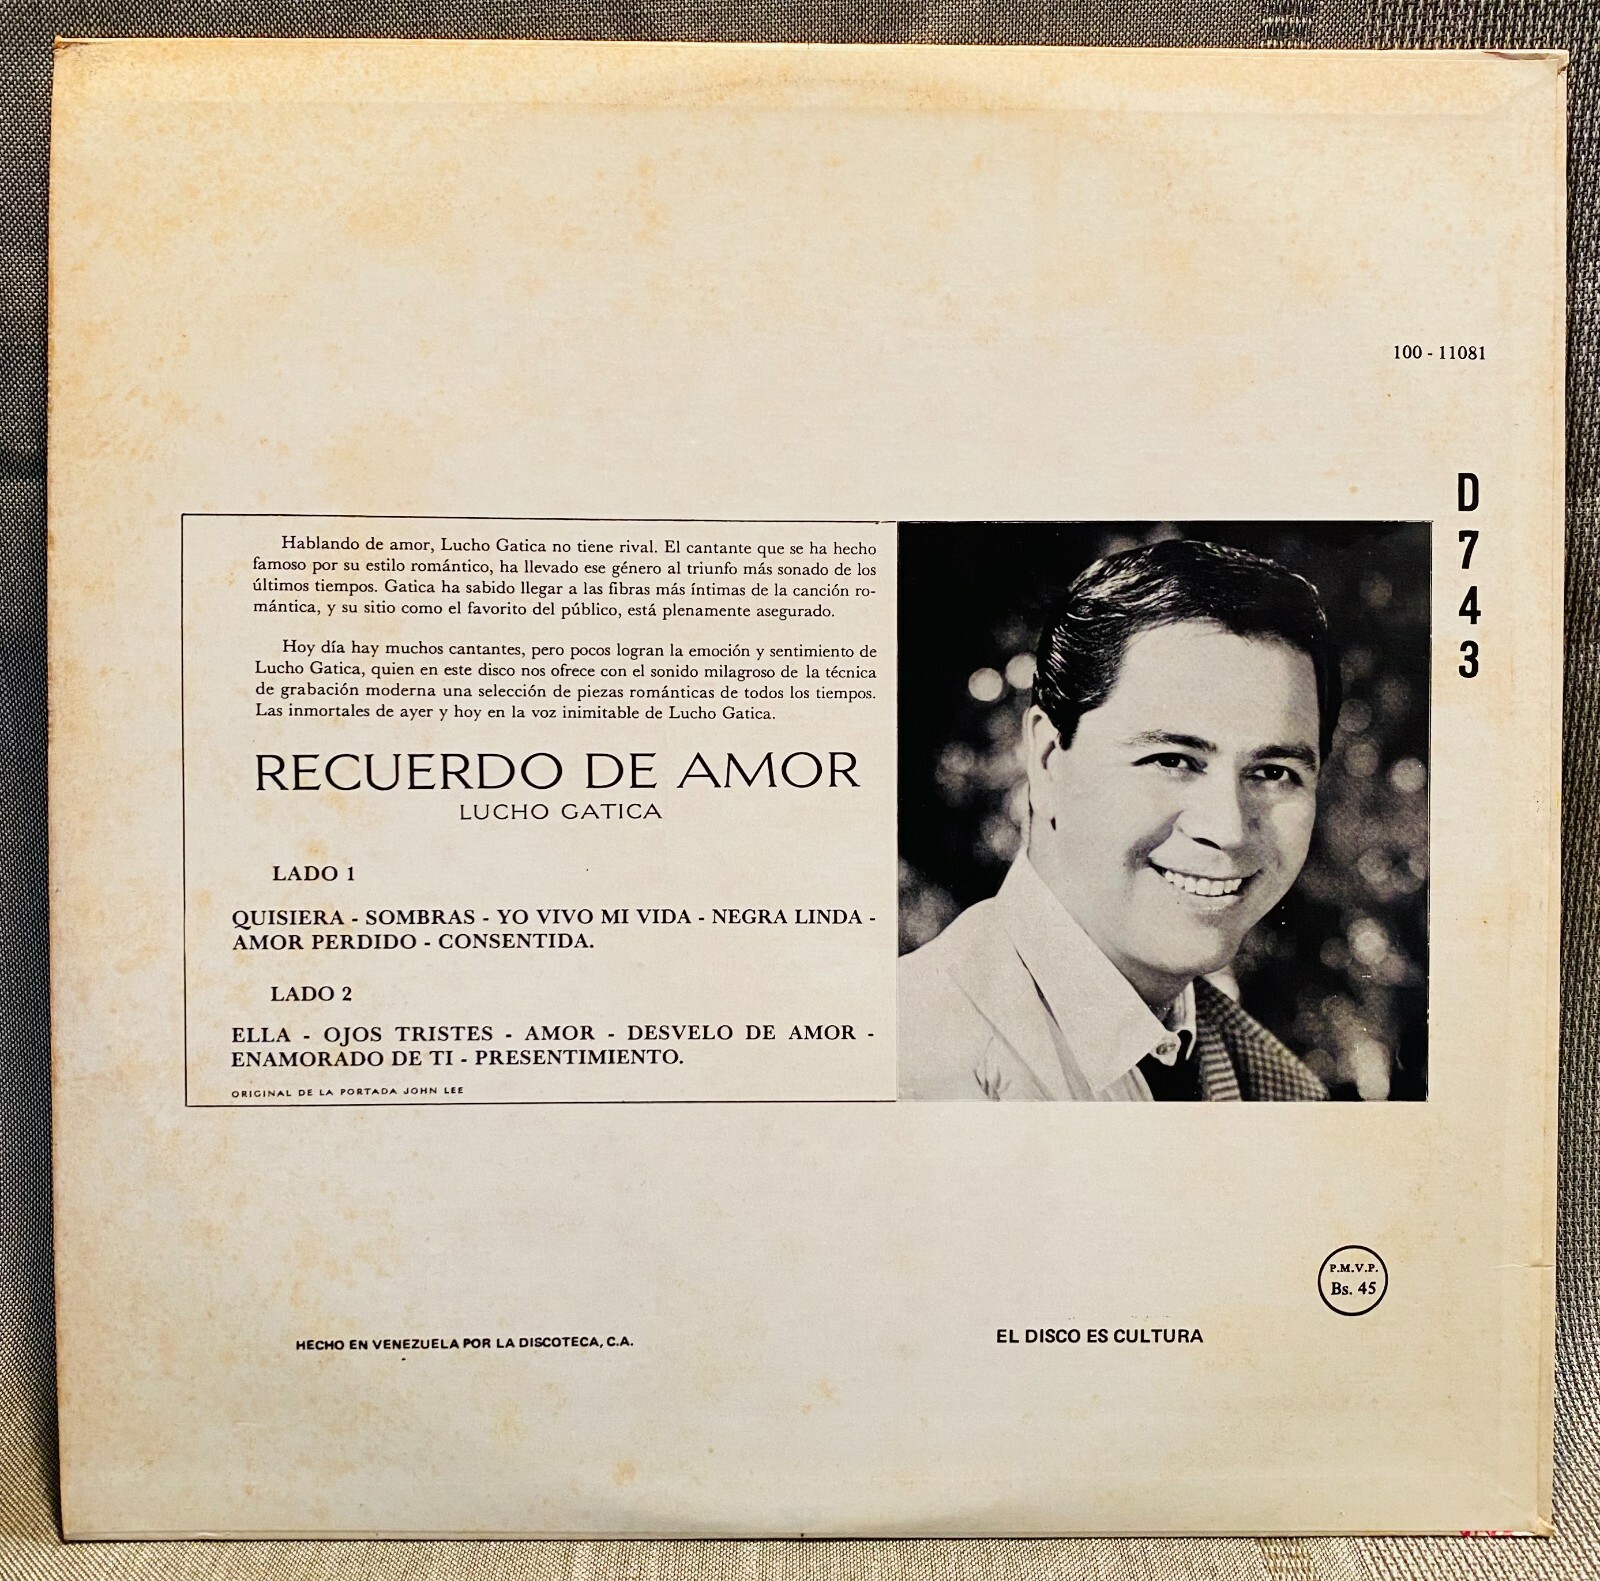 100 - 11081
D
7
4
3
Hablando de amor, Lucho Gatica no tiene rival. El cantante que se ha hecho
famoso por su estilo romántico, ha llevado ese género al triunfo más sonado de los
últimos tiempos. Gatica ha sabido llegar a las fibras más íntimas de la canción ro-
mántica, y su sitio como el favorito del público, está plenamente asegurado.
Hoy día hay muchos cantantes, pero pocos logran la emoción y sentimiento de
Lucho Gatica, quien en este disco nos ofrece con el sonido milagroso de la técnica
de grabación moderna una selección de piezas románticas de todos los tiempos.
Las inmortales de ayer y hoy en la voz inimitable de Lucho Gatica.
RECUERDO DE AMOR
LUCHO GATICA
LADO 1
QUISIERA - SOMBRAS - YO VIVO MI VIDA - NEGRA LINDA -
AMOR PERDIDO - CONSENTIDA.
LADO 2
ELLA - OJOS TRISTES - AMOR - DESVELO DE AMOR -
ENAMORADO DE TI - PRESENTIMIENTO.
ORIGINAL DE LA PORTADA JOHN LEE
P.M.V.P.
Bs. 45
HECHO EN VENEZUELA POR LA DISCOTECA, C.A.
EL DISCO ES CULTURA